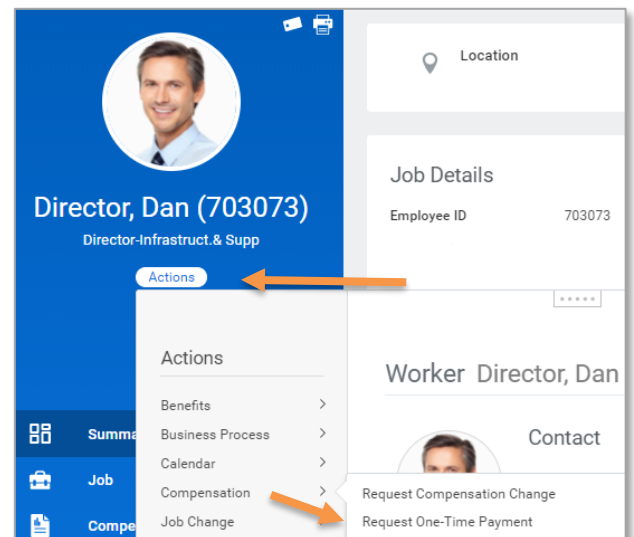 Location
Job Details
Employee ID 703073
Director, Dan (703073)
Director-Infrastruct.& Supp
Actions
Actions
Benefits
Business Process
Calendar
Compensation
Job Change
Summa
Job
Compe
Worker Director, Dan
Contact
Request Compensation Change
Request One-Time Payment